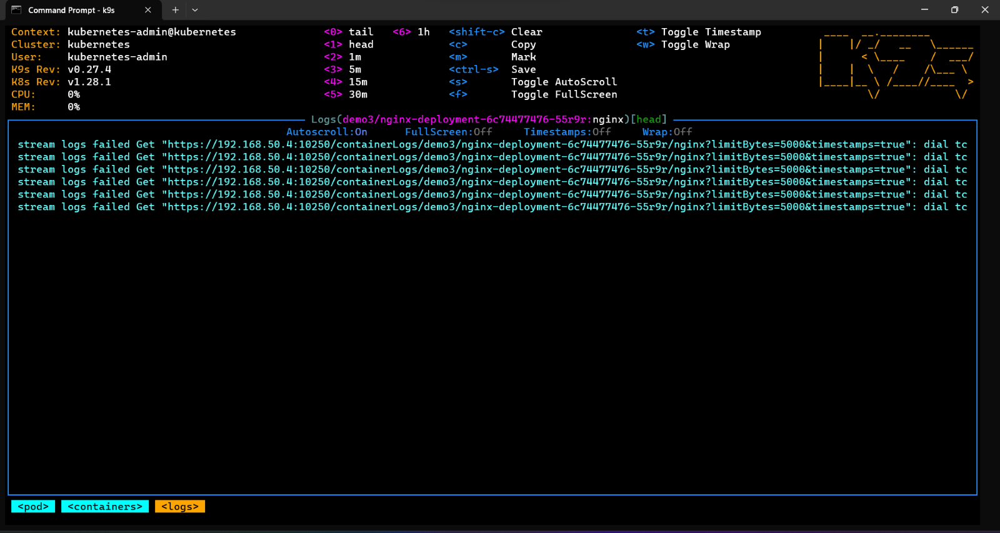 Command Prompt - k9s
Context: kubernetes-admin@kubernetes <0> tail <6> 1h <shift-c> Clear <t> Toggle Timestamp
Cluster: kubernetes <1> head <c> Copy <w> Toggle Wrap
User: kubernetes-admin <2> 1m <m> Mark
K9s Rev: v0.27.4 <3> 5m <ctrl-s> Save
K8s Rev: v1.28.1 <4> 15m <s> Toggle AutoScroll
CPU: 0% <5> 30m <f> Toggle FullScreen
MEM: 0%
Logs(demo3/nginx-deployment-6c74477476-55r9r:nginx)[head]
Autoscroll:On FullScreen:Off Timestamps:Off Wrap:Off
stream logs failed Get "https://192.168.50.4:10250/containerLogs/demo3/nginx-deployment-6c74477476-55r9r/nginx?limitBytes=5000&timestamps=true": dial tc
stream logs failed Get "https://192.168.50.4:10250/containerLogs/demo3/nginx-deployment-6c74477476-55r9r/nginx?limitBytes=5000&timestamps=true": dial tc
stream logs failed Get "https://192.168.50.4:10250/containerLogs/demo3/nginx-deployment-6c74477476-55r9r/nginx?limitBytes=5000&timestamps=true": dial tc
stream logs failed Get "https://192.168.50.4:10250/containerLogs/demo3/nginx-deployment-6c74477476-55r9r/nginx?limitBytes=5000&timestamps=true": dial tc
stream logs failed Get "https://192.168.50.4:10250/containerLogs/demo3/nginx-deployment-6c74477476-55r9r/nginx?limitBytes=5000&timestamps=true": dial tc
stream logs failed Get "https://192.168.50.4:10250/containerLogs/demo3/nginx-deployment-6c74477476-55r9r/nginx?limitBytes=5000&timestamps=true": dial tc
<pod> <containers> <logs>